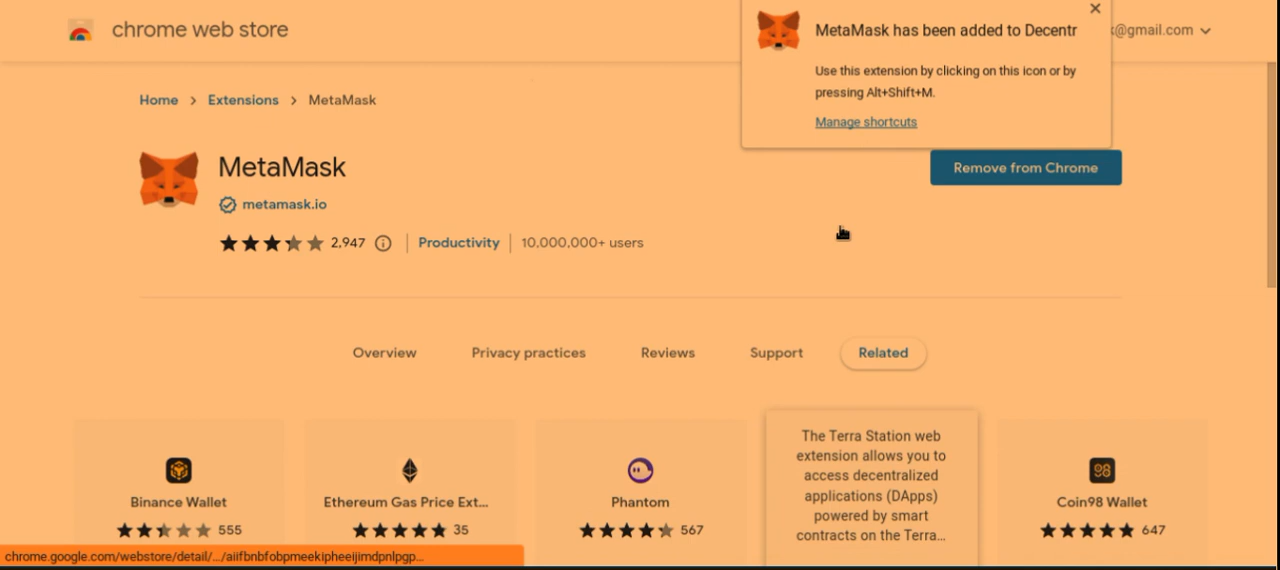 chrome web store
MetaMask has been added to Decentr
k@gmail.com
Use this extension by clicking on this icon or by
pressing Alt+Shift+M.
Manage shortcuts
Home > Extensions > MetaMask
MetaMask
Remove from Chrome
metamask.io
2,947 Productivity 10,000,000+ users
Overview Privacy practices Reviews Support Related
Binance Wallet
555
Ethereum Gas Price Ext...
35
Phantom
567
The Terra Station web
extension allows you to
access decentralized
applications (DApps)
powered by smart
contracts on the Terra...
98
Coin98 Wallet
647
chrome.google.com/webstore/detail/.../aiifbnbfobpmeekipheeijimdpnlpgp...